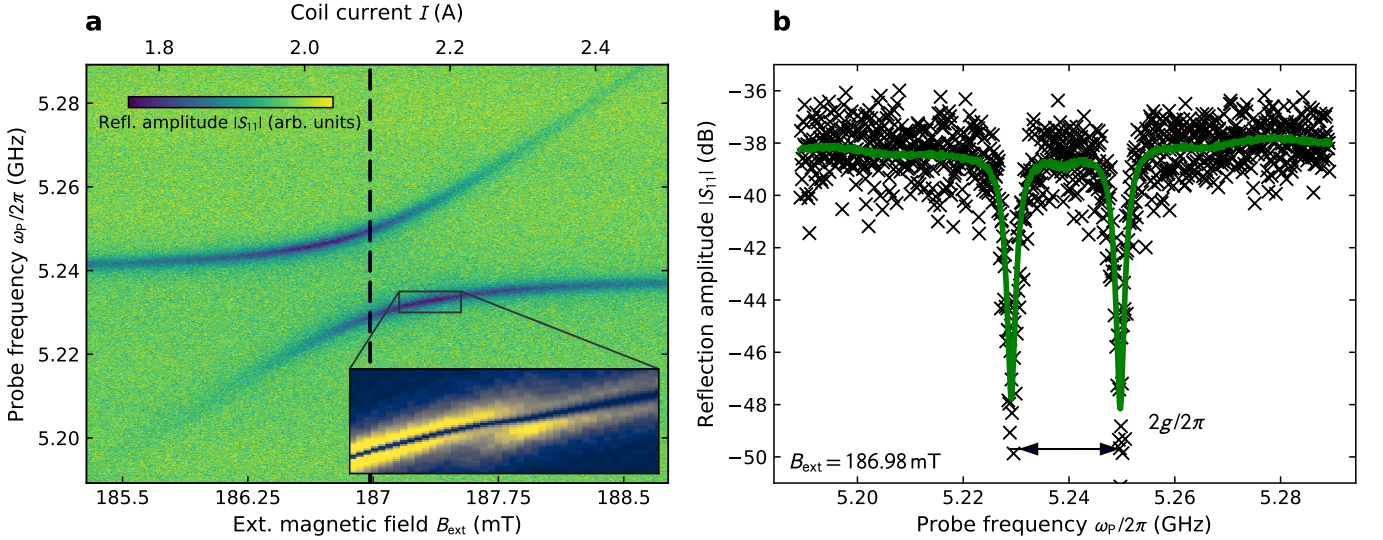 a
Coil current I (A)
1.8 2.0 2.2 2.4
5.28
5.26
5.24
5.22
5.20
Probe frequency ωₚ/2π (GHz)
Refl. amplitude |S₁₁| (arb. units)
185.5 186.25 187 187.75 188.5
Ext. magnetic field Bₑₓₜ (mT)
b
−36
−38
−40
−42
−44
−46
−48
−50
Reflection amplitude |S₁₁| (dB)
2g/2π
Bₑₓₜ = 186.98 mT
5.20 5.22 5.24 5.26 5.28
Probe frequency ωₚ/2π (GHz)